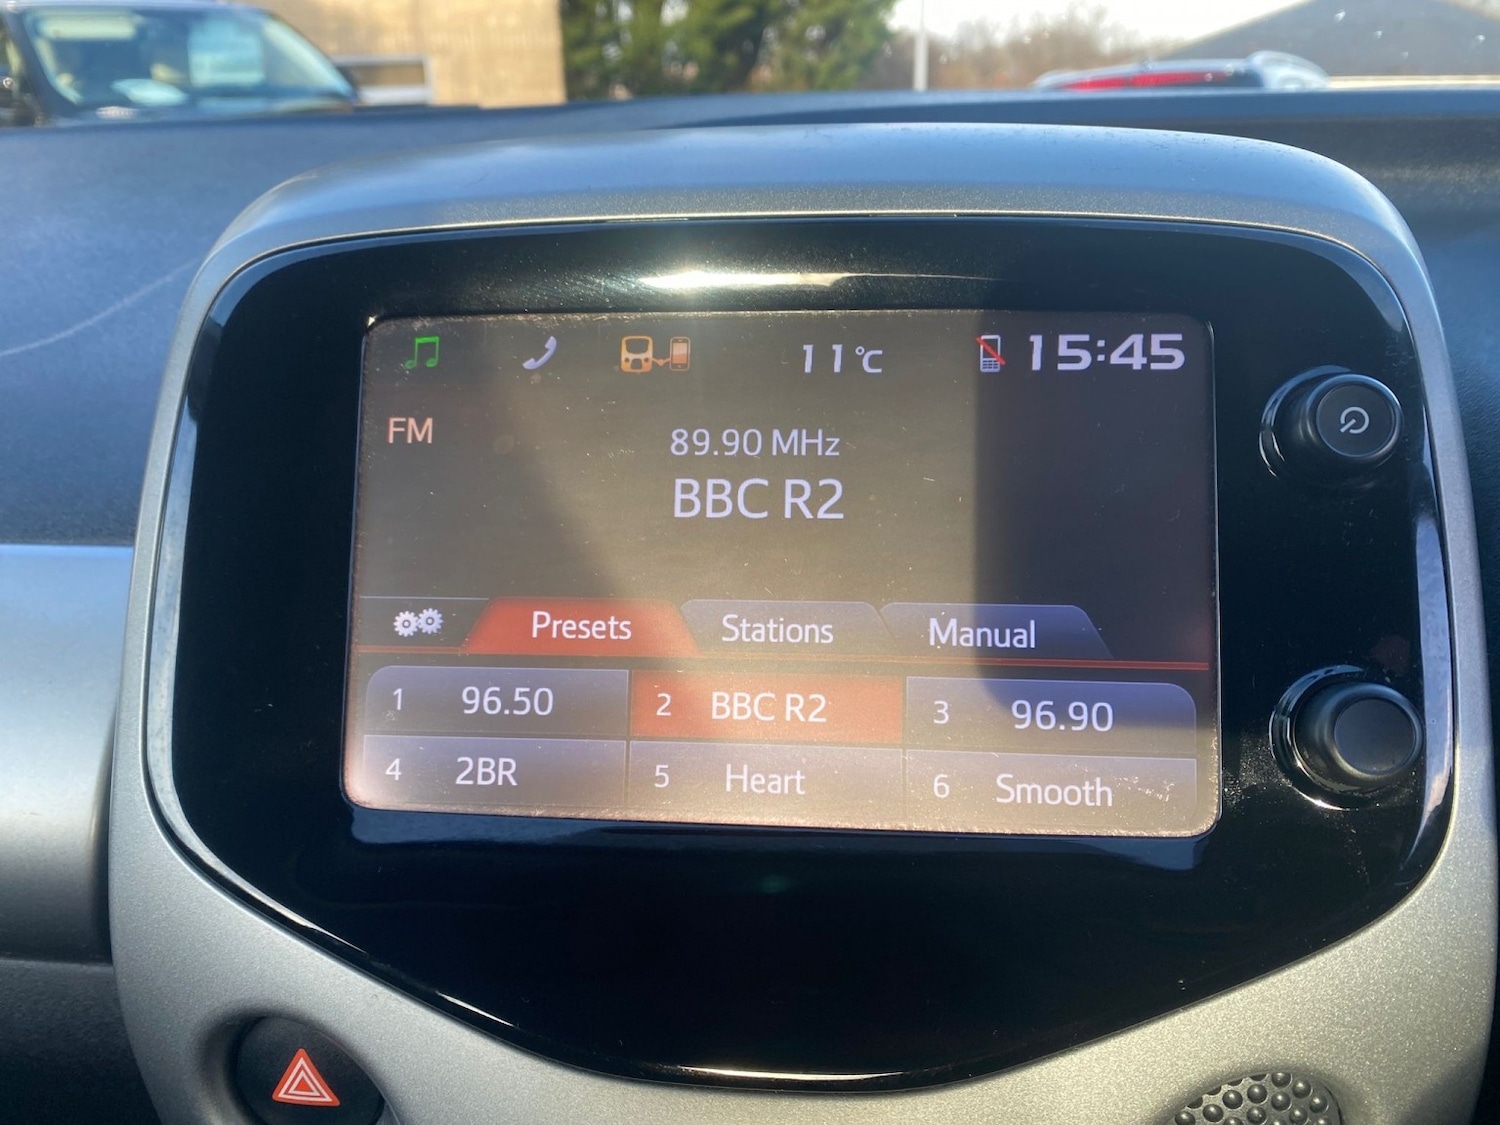 11°C 15:45
FM
89.90 MHz
BBC R2
Presets Stations Manual
1 96.50 2 BBC R2 3 96.90
4 2BR 5 Heart 6 Smooth